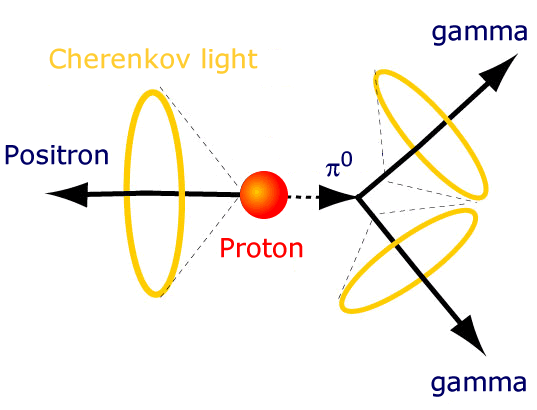 gamma
Cherenkov light
Positron
π⁰
Proton
gamma